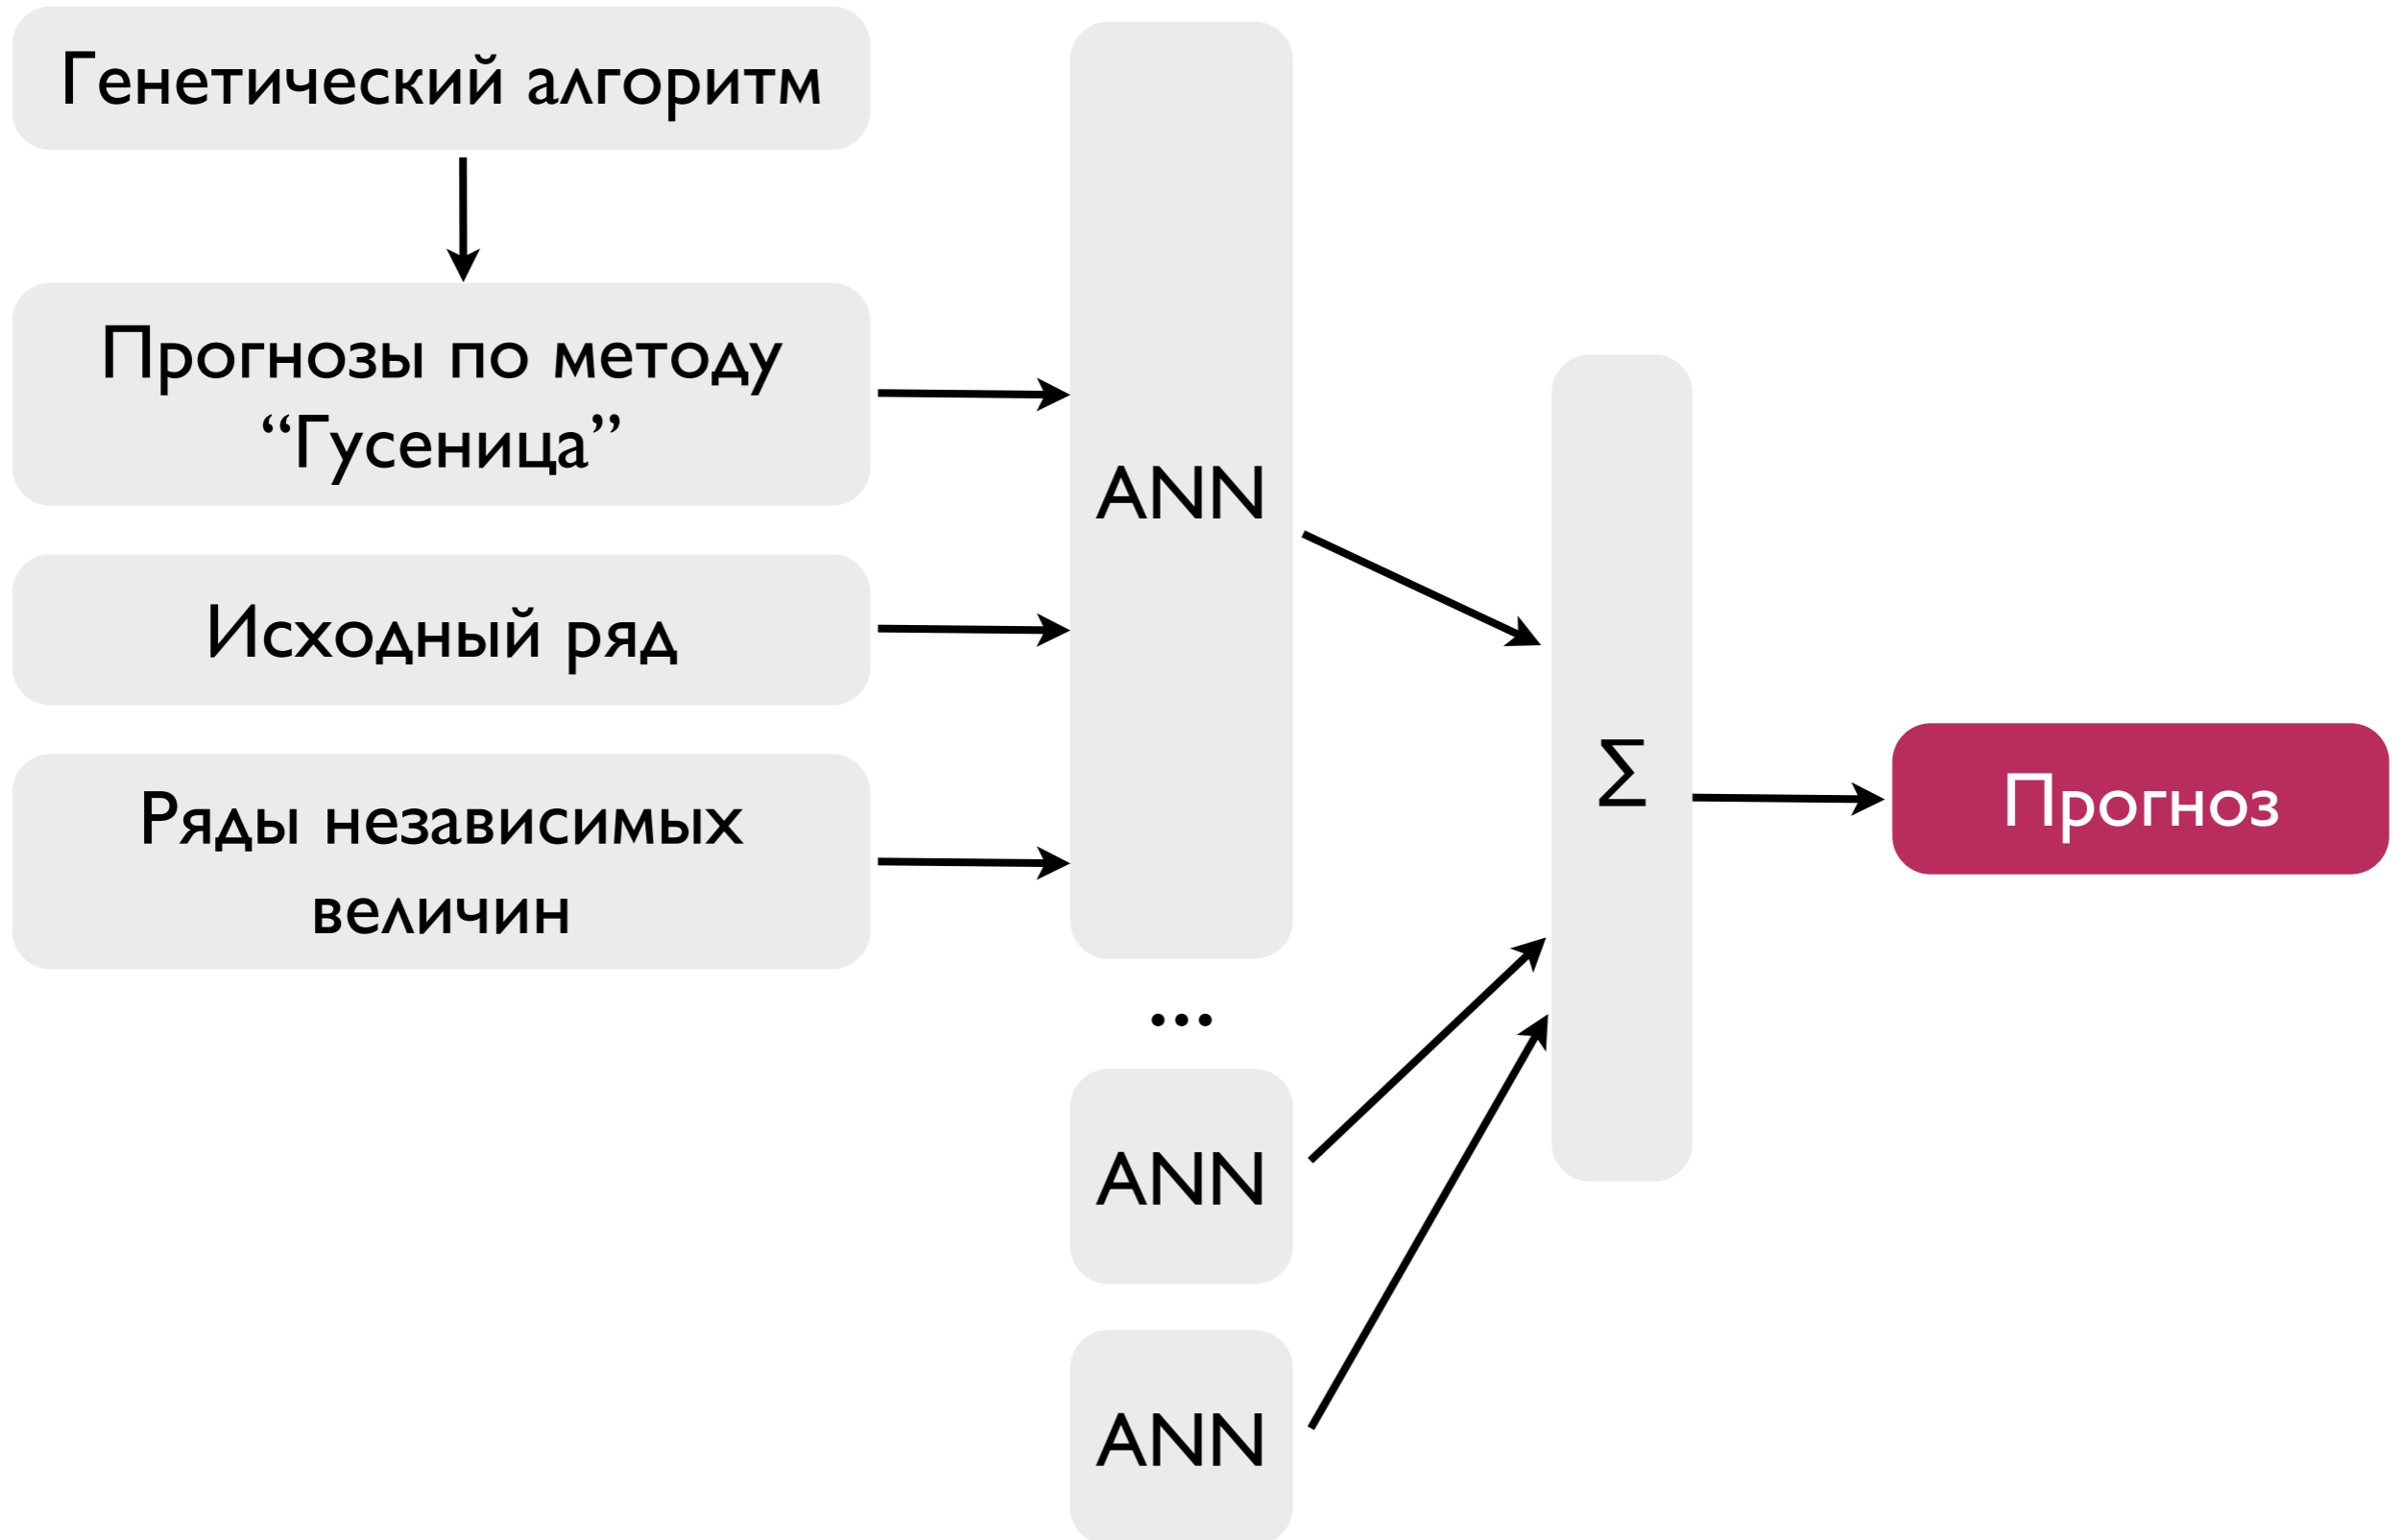 Генетический алгоритм
Прогнозы по методу
“Гусеница”
Исходный ряд
Ряды независимых
величин
ANN
...
ANN
ANN
Σ
Прогноз